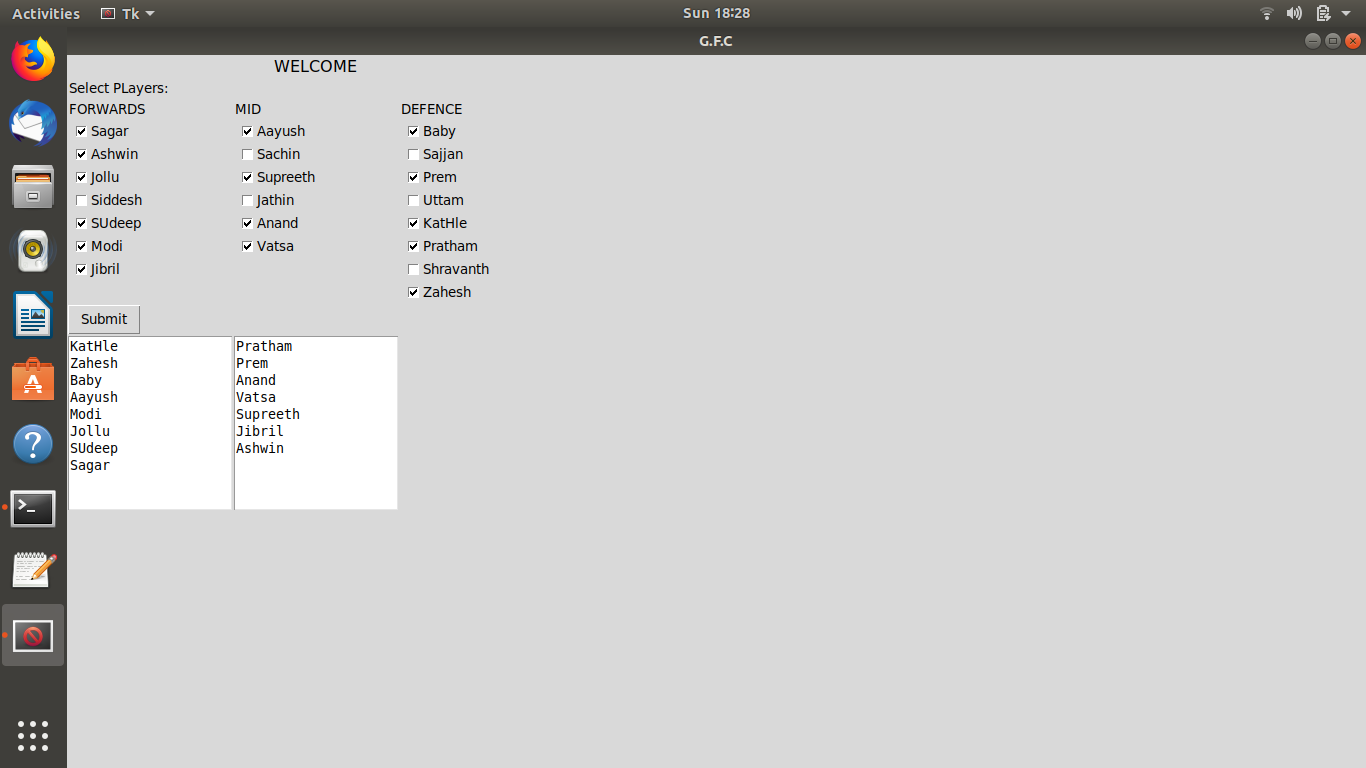 Activities Tk Sun 18:28
G.F.C
WELCOME
Select PLayers:
FORWARDS MID DEFENCE
Sagar Aayush Baby
Ashwin Sachin Sajjan
Jollu Supreeth Prem
Siddesh Jathin Uttam
SUdeep Anand KatHle
Modi Vatsa Pratham
Jibril Shravanth
Zahesh
Submit
KatHle Pratham
Zahesh Prem
Baby Anand
Aayush Vatsa
Modi Supreeth
Jollu Jibril
SUdeep Ashwin
Sagar